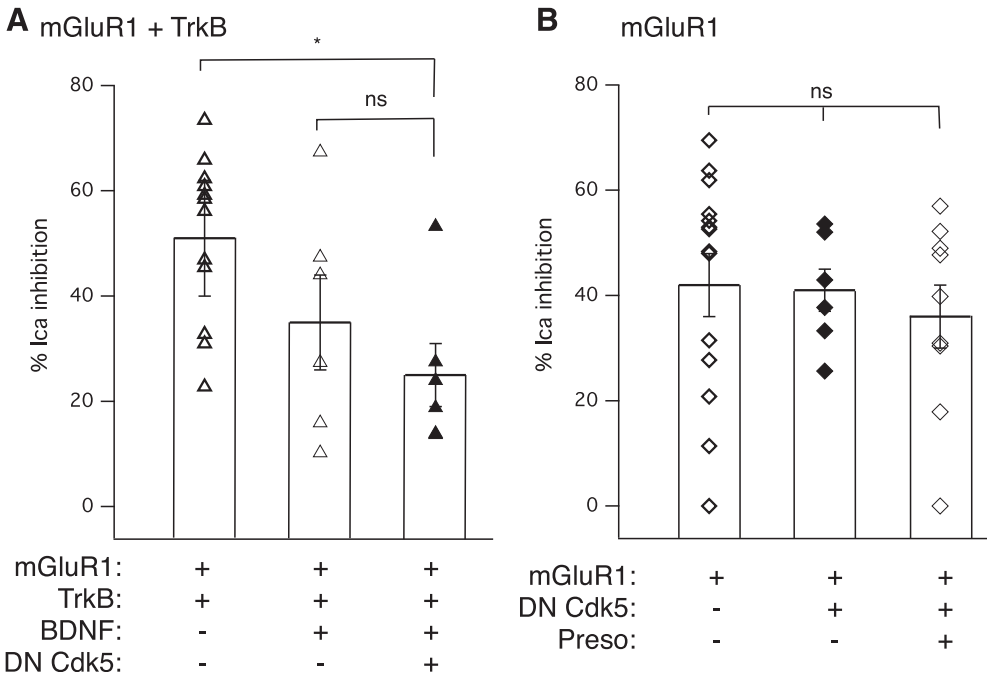 A mGluR1 + TrkB
*
ns
80
60
40
20
0
% Ica inhibition
mGluR1: + + +
TrkB: + + +
BDNF: - + +
DN Cdk5: - - +
B mGluR1
ns
80
60
40
20
0
% Ica inhibition
mGluR1: + + +
DN Cdk5: - + +
Preso: - - +